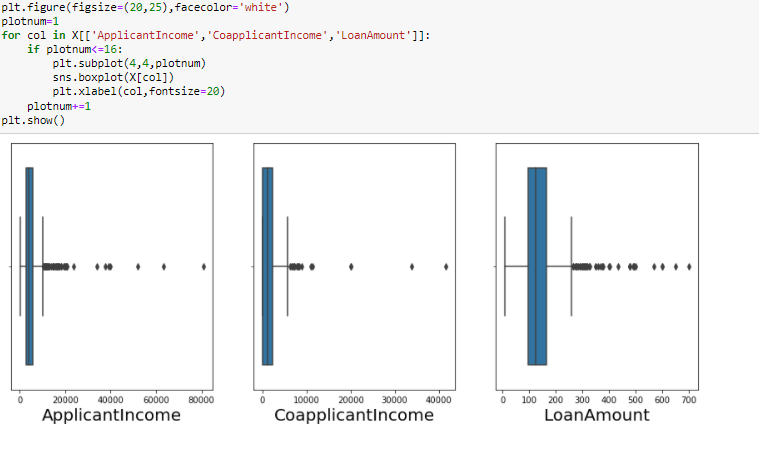 plt.figure(figsize=(20,25),facecolor='white')
plotnum=1
for col in X[['ApplicantIncome','CoapplicantIncome','LoanAmount']]:
    if plotnum<=16:
        plt.subplot(4,4,plotnum)
        sns.boxplot(X[col])
        plt.xlabel(col,fontsize=20)
    plotnum+=1
plt.show()
0 20000 40000 60000 80000
ApplicantIncome
0 10000 20000 30000 40000
CoapplicantIncome
0 100 200 300 400 500 600 700
LoanAmount